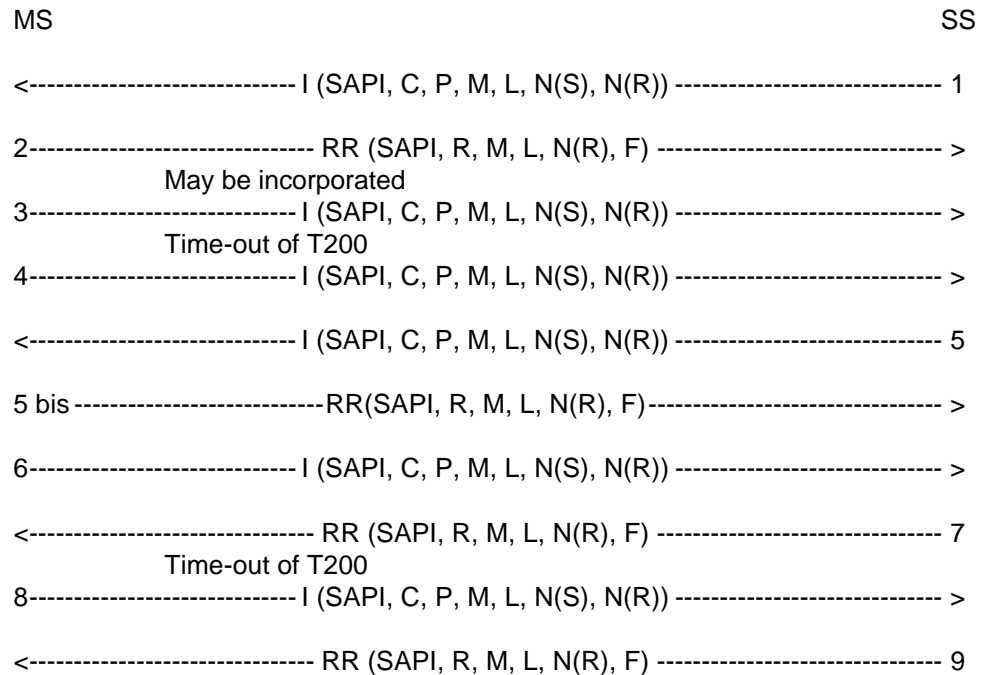 MS SS
<------------------------------ I (SAPI, C, P, M, L, N(S), N(R)) ------------------------------ 1
2-------------------------------- RR (SAPI, R, M, L, N(R), F) -------------------------------- >
May be incorporated
3------------------------------ I (SAPI, C, P, M, L, N(S), N(R)) ------------------------------ >
Time-out of T200
4------------------------------ I (SAPI, C, P, M, L, N(S), N(R)) ------------------------------ >
<------------------------------ I (SAPI, C, P, M, L, N(S), N(R)) ------------------------------ 5
5 bis ----------------------------RR(SAPI, R, M, L, N(R), F)--------------------------------- >
6------------------------------ I (SAPI, C, P, M, L, N(S), N(R)) ------------------------------ >
<-------------------------------- RR (SAPI, R, M, L, N(R), F) -------------------------------- 7
Time-out of T200
8------------------------------ I (SAPI, C, P, M, L, N(S), N(R)) ------------------------------ >
<-------------------------------- RR (SAPI, R, M, L, N(R), F) -------------------------------- 9